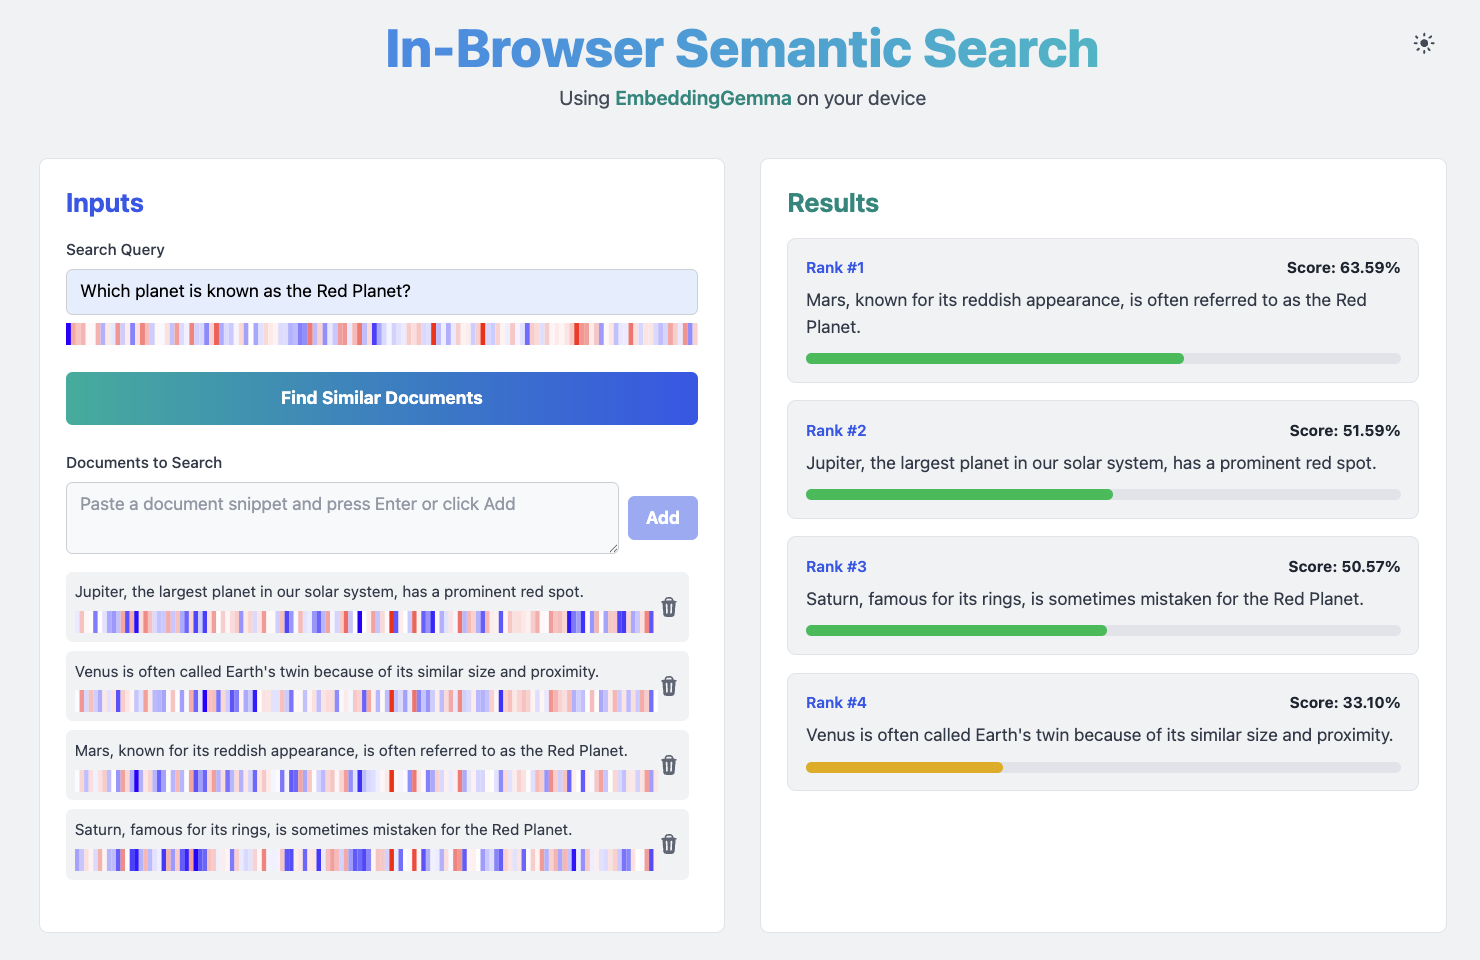 In-Browser Semantic Search
Using EmbeddingGemma on your device
Inputs
Search Query
Which planet is known as the Red Planet?
Find Similar Documents
Documents to Search
Paste a document snippet and press Enter or click Add
Add
Jupiter, the largest planet in our solar system, has a prominent red spot.
Venus is often called Earth's twin because of its similar size and proximity.
Mars, known for its reddish appearance, is often referred to as the Red Planet.
Saturn, famous for its rings, is sometimes mistaken for the Red Planet.
Results
Rank #1 Score: 63.59%
Mars, known for its reddish appearance, is often referred to as the Red
Planet.
Rank #2 Score: 51.59%
Jupiter, the largest planet in our solar system, has a prominent red spot.
Rank #3 Score: 50.57%
Saturn, famous for its rings, is sometimes mistaken for the Red Planet.
Rank #4 Score: 33.10%
Venus is often called Earth's twin because of its similar size and proximity.